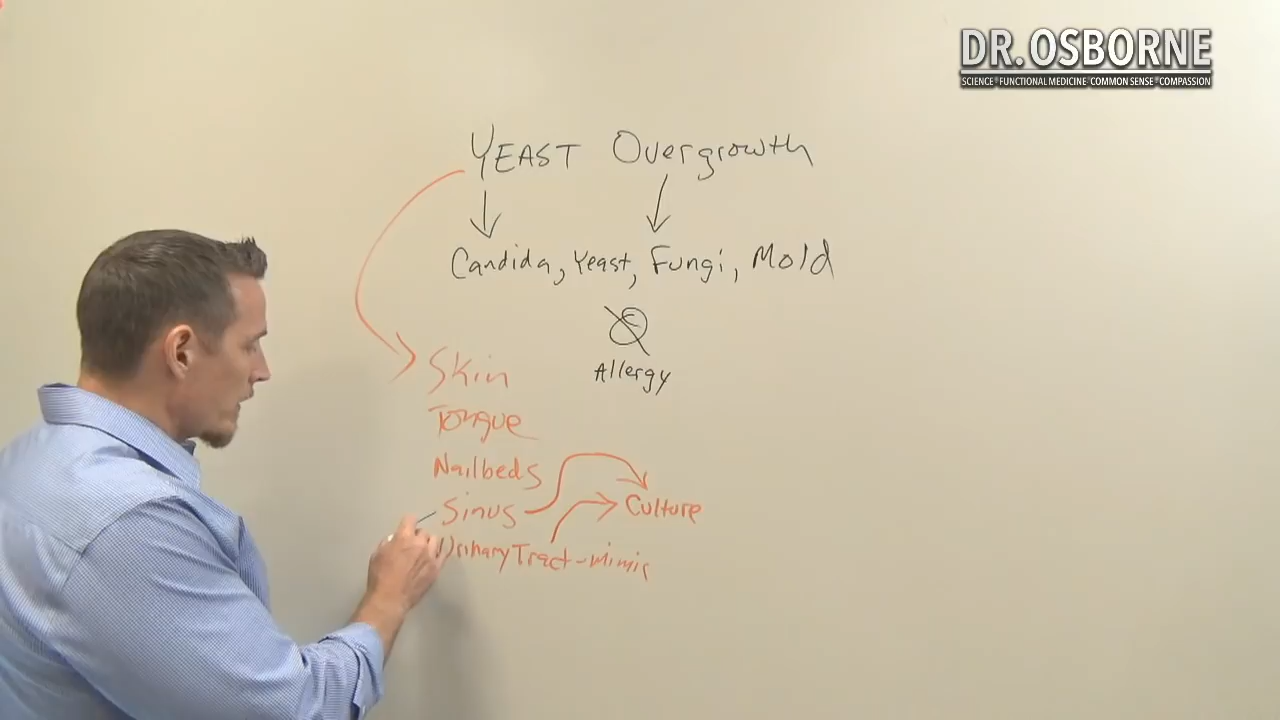 DR. OSBORNE
SCIENCE • FUNCTIONAL MEDICINE • COMMON SENSE • COMPASSION
YEAST Overgrowth
Candida, Yeast, Fungi, Mold
Allergy
Skin
Tongue
Nailbeds
Sinus
Culture
Urinary Tract - Mimic